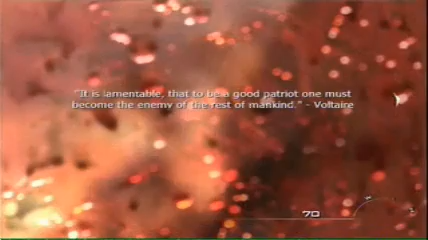 "It is lamentable, that to be a good patriot one must
become the enemy of the rest of mankind." - Voltaire
70